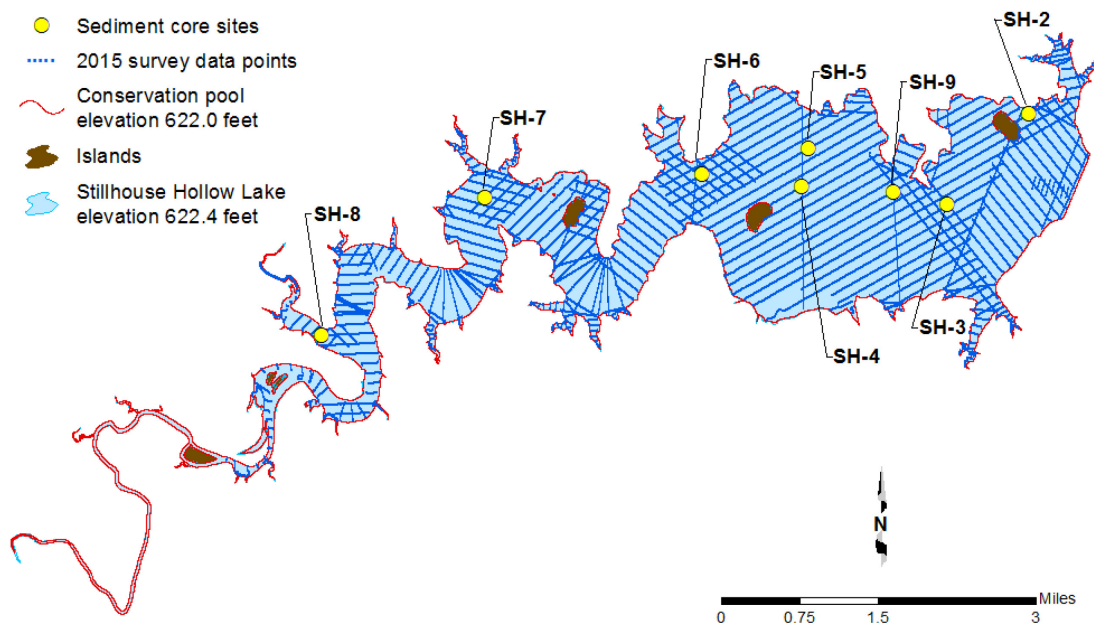 Sediment core sites
2015 survey data points
Conservation pool
elevation 622.0 feet
Islands
Stillhouse Hollow Lake
elevation 622.4 feet
SH-2
SH-6
SH-5
SH-9
SH-7
SH-8
SH-3
SH-4
N
Miles
0 0.75 1.5 3